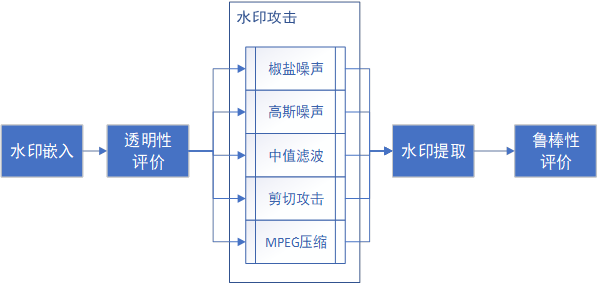 水印攻击
椒盐噪声
高斯噪声
中值滤波
剪切攻击
MPEG压缩
水印嵌入
透明性
评价
水印提取
鲁棒性
评价